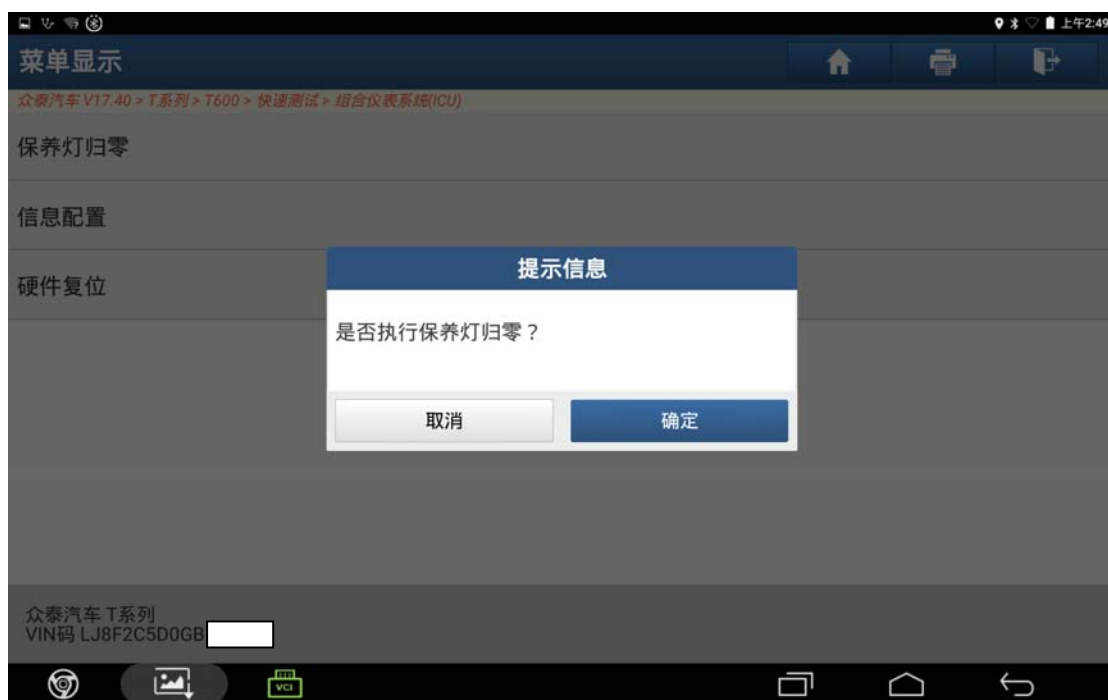 上午2:49
菜单显示
众泰汽车 V17.40 > T系列 > T600 > 快速测试 > 组合仪表系统(ICU)
保养灯归零
信息配置
硬件复位
提示信息
是否执行保养灯归零？
取消
确定
众泰汽车 T系列
VIN码 LJ8F2C5D0GB
VCI